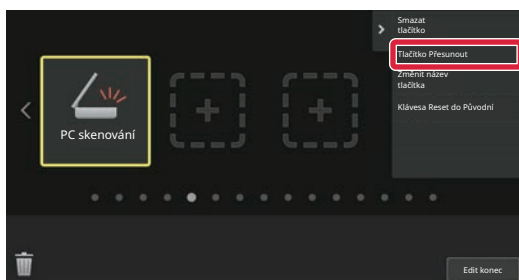 Smazat
tlačítko
Tlačítko Přesunout
Změnit název
tlačítka
Klávesa Reset do Původní
PC skenování
Edit konec